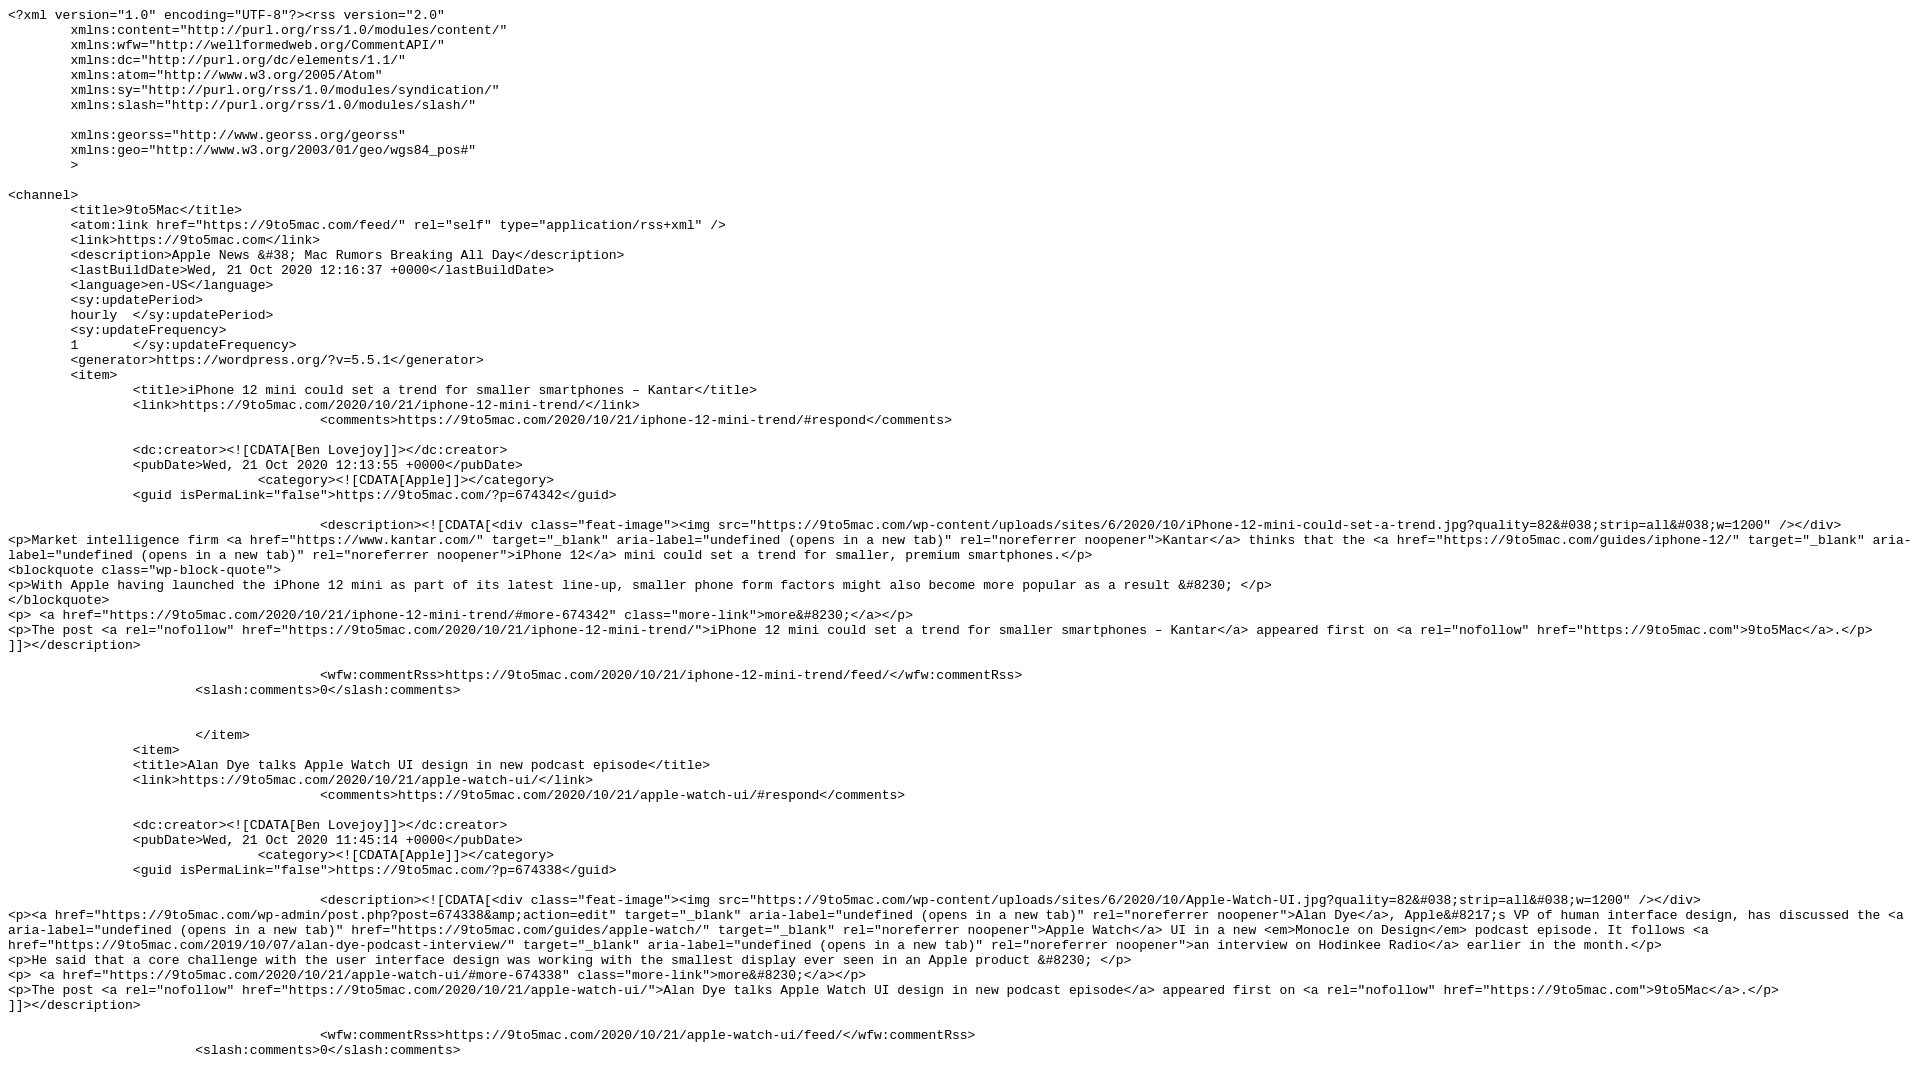 <?xml version="1.0" encoding="UTF-8"?><rss version="2.0"
xmlns:content="http://purl.org/rss/1.0/modules/content/"
xmlns:wfw="http://wellformedweb.org/CommentAPI/"
xmlns:dc="http://purl.org/dc/elements/1.1/"
xmlns:atom="http://www.w3.org/2005/Atom"
xmlns:sy="http://purl.org/rss/1.0/modules/syndication/"
xmlns:slash="http://purl.org/rss/1.0/modules/slash/"
xmlns:georss="http://www.georss.org/georss"
xmlns:geo="http://www.w3.org/2003/01/geo/wgs84_pos#"
>
<channel>
<title>9to5Mac</title>
<atom:link href="https://9to5mac.com/feed/" rel="self" type="application/rss+xml" />
<link>https://9to5mac.com</link>
<description>Apple News &#38; Mac Rumors Breaking All Day</description>
<lastBuildDate>Wed, 21 Oct 2020 12:16:37 +0000</lastBuildDate>
<language>en-US</language>
<sy:updatePeriod>
hourly  </sy:updatePeriod>
<sy:updateFrequency>
1       </sy:updateFrequency>
<generator>https://wordpress.org/?v=5.5.1</generator>
<item>
<title>iPhone 12 mini could set a trend for smaller smartphones – Kantar</title>
<link>https://9to5mac.com/2020/10/21/iphone-12-mini-trend/</link>
<comments>https://9to5mac.com/2020/10/21/iphone-12-mini-trend/#respond</comments>
<dc:creator><![CDATA[Ben Lovejoy]]></dc:creator>
<pubDate>Wed, 21 Oct 2020 12:13:55 +0000</pubDate>
<category><![CDATA[Apple]]></category>
<guid isPermaLink="false">https://9to5mac.com/?p=674342</guid>
<description><![CDATA[<div class="feat-image"><img src="https://9to5mac.com/wp-content/uploads/sites/6/2020/10/iPhone-12-mini-could-set-a-trend.jpg?quality=82&#038;strip=all&#038;w=1200" /></div>
<p>Market intelligence firm <a href="https://www.kantar.com/" target="_blank" aria-label="undefined (opens in a new tab)" rel="noreferrer noopener">Kantar</a> thinks that the <a href="https://9to5mac.com/guides/iphone-12/" target="_blank" aria-
label="undefined (opens in a new tab)" rel="noreferrer noopener">iPhone 12</a> mini could set a trend for smaller, premium smartphones.</p>
<blockquote class="wp-block-quote">
<p>With Apple having launched the iPhone 12 mini as part of its latest line-up, smaller phone form factors might also become more popular as a result &#8230; </p>
</blockquote>
<p> <a href="https://9to5mac.com/2020/10/21/iphone-12-mini-trend/#more-674342" class="more-link">more&#8230;</a></p>
<p>The post <a rel="nofollow" href="https://9to5mac.com/2020/10/21/iphone-12-mini-trend/">iPhone 12 mini could set a trend for smaller smartphones – Kantar</a> appeared first on <a rel="nofollow" href="https://9to5mac.com">9to5Mac</a>.</p>
]]></description>
<wfw:commentRss>https://9to5mac.com/2020/10/21/iphone-12-mini-trend/feed/</wfw:commentRss>
<slash:comments>0</slash:comments>
</item>
<item>
<title>Alan Dye talks Apple Watch UI design in new podcast episode</title>
<link>https://9to5mac.com/2020/10/21/apple-watch-ui/</link>
<comments>https://9to5mac.com/2020/10/21/apple-watch-ui/#respond</comments>
<dc:creator><![CDATA[Ben Lovejoy]]></dc:creator>
<pubDate>Wed, 21 Oct 2020 11:45:14 +0000</pubDate>
<category><![CDATA[Apple]]></category>
<guid isPermaLink="false">https://9to5mac.com/?p=674338</guid>
<description><![CDATA[<div class="feat-image"><img src="https://9to5mac.com/wp-content/uploads/sites/6/2020/10/Apple-Watch-UI.jpg?quality=82&#038;strip=all&#038;w=1200" /></div>
<p><a href="https://9to5mac.com/wp-admin/post.php?post=674338&amp;action=edit" target="_blank" aria-label="undefined (opens in a new tab)" rel="noreferrer noopener">Alan Dye</a>, Apple&#8217;s VP of human interface design, has discussed the <a
aria-label="undefined (opens in a new tab)" href="https://9to5mac.com/guides/apple-watch/" target="_blank" rel="noreferrer noopener">Apple Watch</a> UI in a new <em>Monocle on Design</em> podcast episode. It follows <a
href="https://9to5mac.com/2019/10/07/alan-dye-podcast-interview/" target="_blank" aria-label="undefined (opens in a new tab)" rel="noreferrer noopener">an interview on Hodinkee Radio</a> earlier in the month.</p>
<p>He said that a core challenge with the user interface design was working with the smallest display ever seen in an Apple product &#8230; </p>
<p> <a href="https://9to5mac.com/2020/10/21/apple-watch-ui/#more-674338" class="more-link">more&#8230;</a></p>
<p>The post <a rel="nofollow" href="https://9to5mac.com/2020/10/21/apple-watch-ui/">Alan Dye talks Apple Watch UI design in new podcast episode</a> appeared first on <a rel="nofollow" href="https://9to5mac.com">9to5Mac</a>.</p>
]]></description>
<wfw:commentRss>https://9to5mac.com/2020/10/21/apple-watch-ui/feed/</wfw:commentRss>
<slash:comments>0</slash:comments>